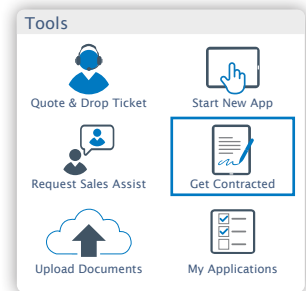 Tools
Quote & Drop Ticket
Start New App
Request Sales Assist
Get Contracted
Upload Documents
My Applications